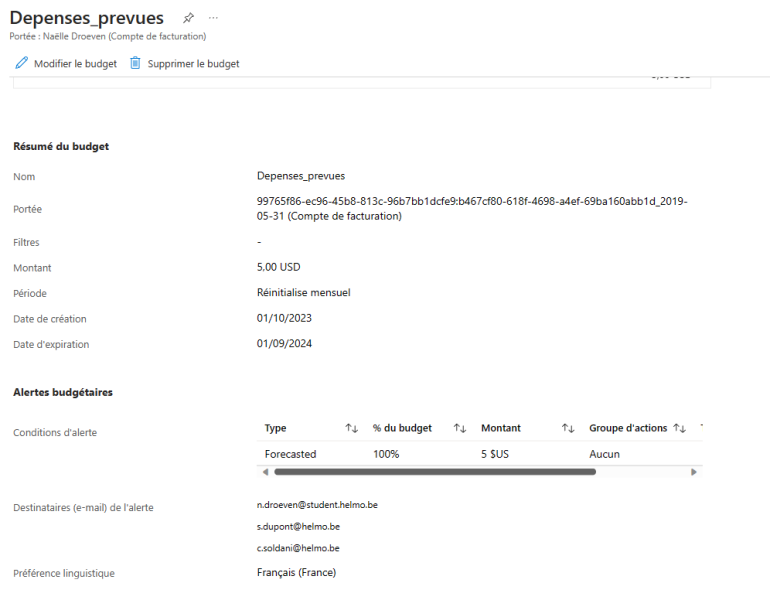 Depenses_prevues
Portée : Naëlle Droeven (Compte de facturation)
Modifier le budget Supprimer le budget
Résumé du budget
Nom Depenses_prevues
Portée 99765f86-ec96-45b8-813c-96b7bb1dcfe9:b467cf80-618f-4698-a4ef-69ba160abb1d_2019-
05-31 (Compte de facturation)
Filtres -
Montant 5,00 USD
Période Réinitialise mensuel
Date de création 01/10/2023
Date d'expiration 01/09/2024
Alertes budgétaires
Conditions d'alerte
Type % du budget Montant Groupe d'actions
Forecasted 100% 5 $US Aucun
Destinataires (e-mail) de l'alerte n.droeven@student.helmo.be
s.dupont@helmo.be
c.soldani@helmo.be
Préférence linguistique Français (France)